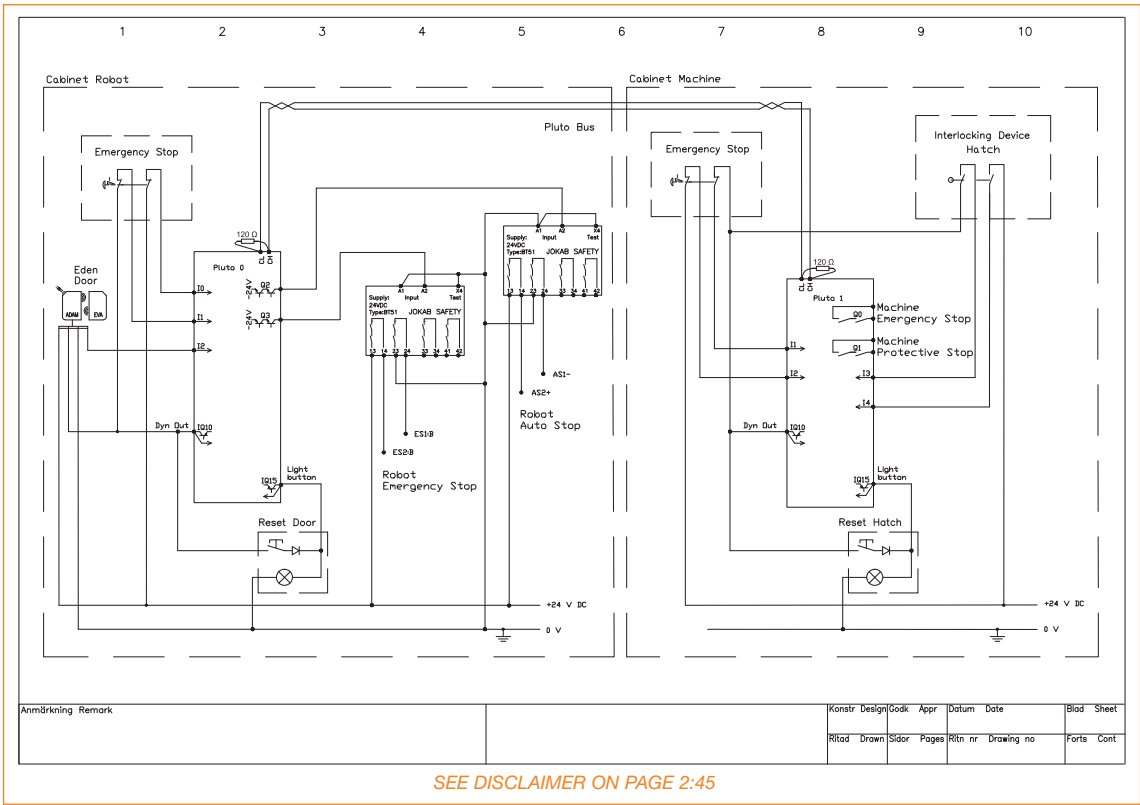 1 2 3 4 5 6 7 8 9 10
Cabinet Robot
Cabinet Machine
Pluto Bus
Emergency Stop
Emergency Stop
Interlocking Device
Hatch
120 Ω
CL
CH
Pluto 0
Eden
Door
ADAM
EVA
I0
I1
I2
-24V
Q2
-24V
Q3
Dyn Out
IQ10
IQ15
Light
button
Reset Door
A1 A2 X4
Supply: Input Test
24VDC
Type:BT51 JOKAB SAFETY
13 14 23 24 33 34 41 42
A1 A2 X4
Supply: Input Test
24VDC
Type:BT51 JOKAB SAFETY
13 14 23 24 33 34 41 42
AS1-
AS2+
Robot
Auto Stop
ES1:B
ES2:B
Robot
Emergency Stop
+24 V DC
0 V
120 Ω
CL
CH
Pluto 1
Q0
Machine
Emergency Stop
Q1
Machine
Protective Stop
I1
I2
I3
I4
Dyn Out
IQ10
IQ15
Light
button
Reset Hatch
+24 V DC
0 V
Anmärkning Remark
Konstr Design Godk Appr Datum Date Blad Sheet
Ritad Drawn Sidor Pages Ritn nr Drawing no Forts Cont
SEE DISCLAIMER ON PAGE 2:45